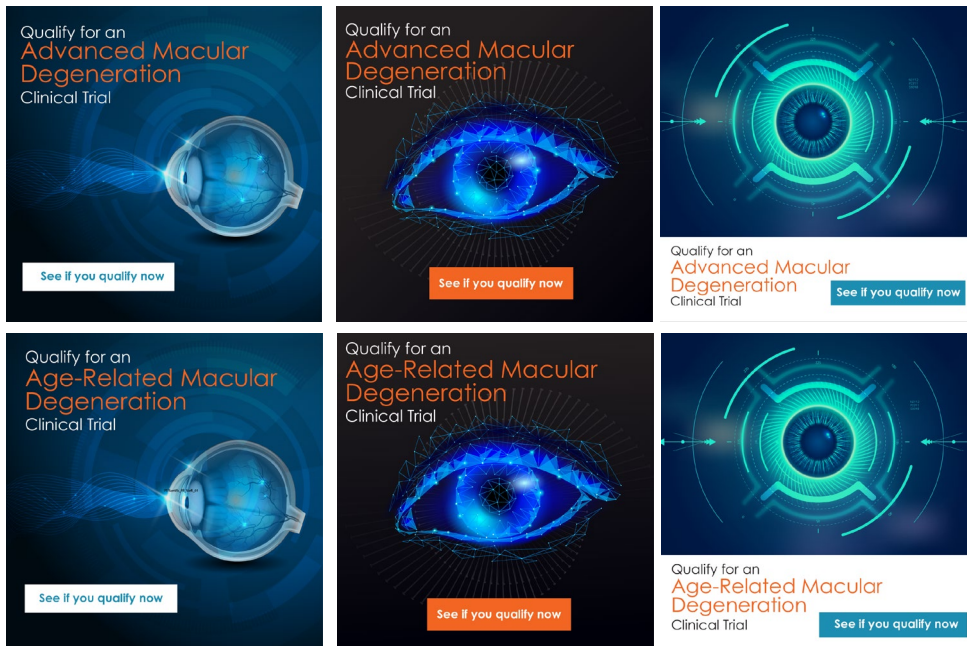 Qualify for an
Advanced Macular
Degeneration
Clinical Trial
See if you qualify now
Qualify for an
Advanced Macular
Degeneration
Clinical Trial
See if you qualify now
Qualify for an
Advanced Macular
Degeneration
Clinical Trial
See if you qualify now
Qualify for an
Age-Related Macular
Degeneration
Clinical Trial
See if you qualify now
Qualify for an
Age-Related Macular
Degeneration
Clinical Trial
See if you qualify now
Qualify for an
Age-Related Macular
Degeneration
Clinical Trial
See if you qualify now